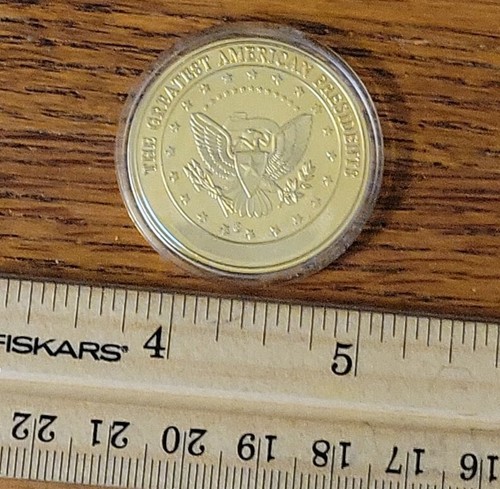 THE GREATEST AMERICAN PRESIDENTS
FISKARS® 4 5
22 21 20 19 18 17 16